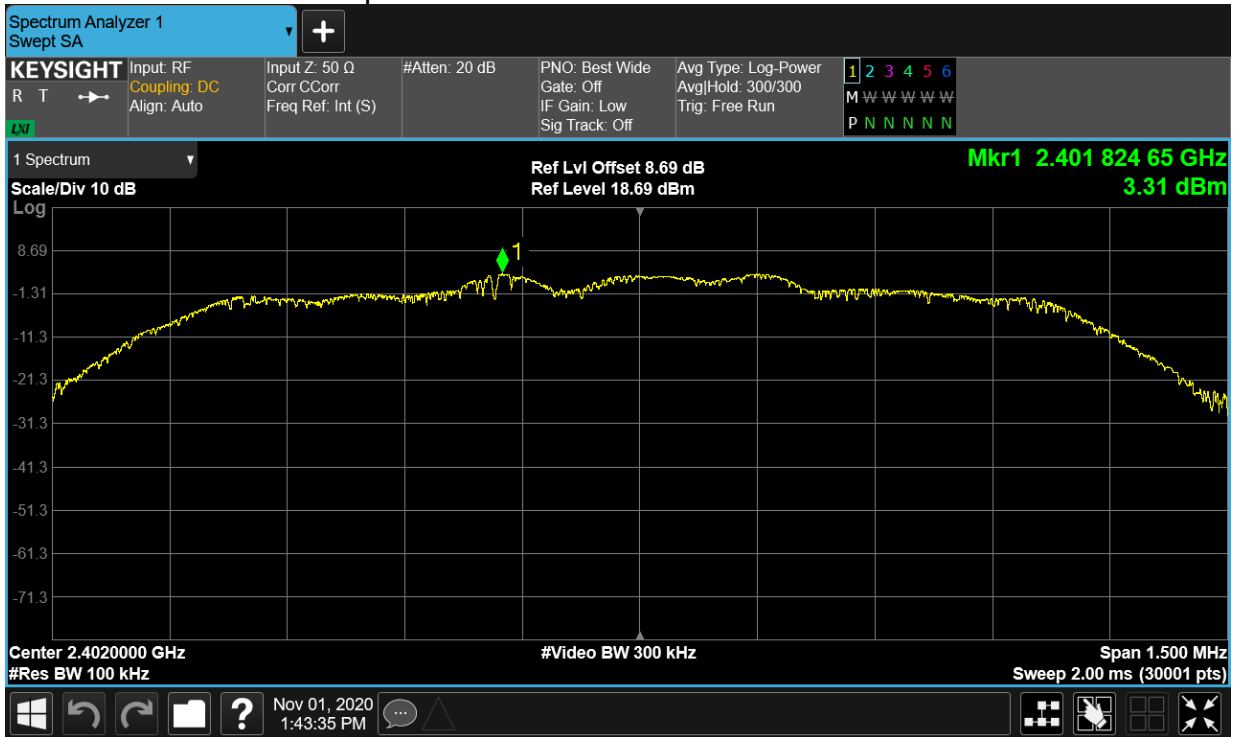 Spectrum Analyzer 1
Swept SA
KEYSIGHT
R T
LXI
Input: RF
Coupling: DC
Align: Auto
Input Z: 50 Ω
Corr CCorr
Freq Ref: Int (S)
#Atten: 20 dB
PNO: Best Wide
Gate: Off
IF Gain: Low
Sig Track: Off
Avg Type: Log-Power
Avg|Hold: 300/300
Trig: Free Run
1 2 3 4 5 6
M W W W W W
P N N N N N
1 Spectrum
Scale/Div 10 dB
Log
Ref Lvl Offset 8.69 dB
Ref Level 18.69 dBm
Mkr1 2.401 824 65 GHz
3.31 dBm
1
8.69
-1.31
-11.3
-21.3
-31.3
-41.3
-51.3
-61.3
-71.3
Center 2.4020000 GHz
#Res BW 100 kHz
#Video BW 300 kHz
Span 1.500 MHz
Sweep 2.00 ms (30001 pts)
?
Nov 01, 2020
1:43:35 PM